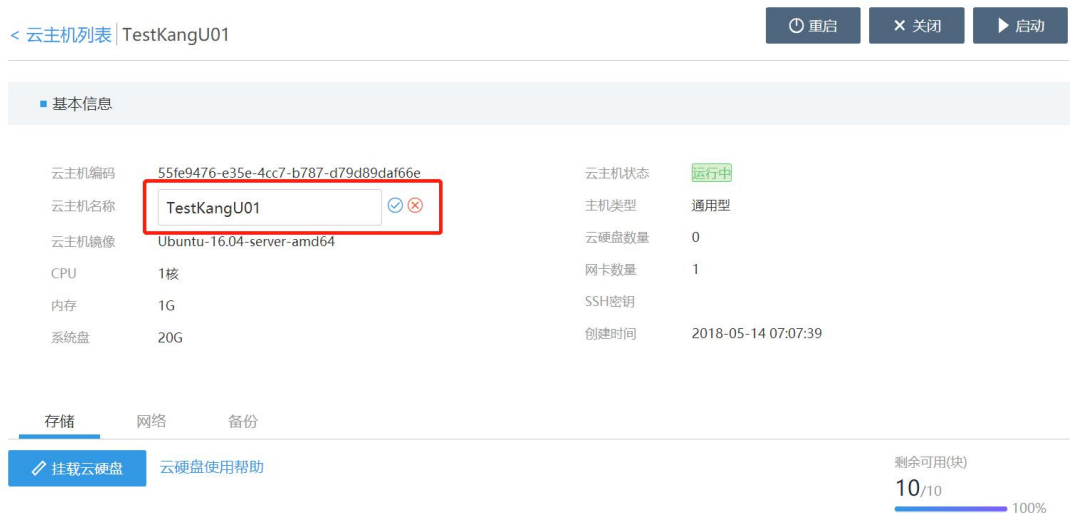 < 云主机列表 TestKangU01
重启
关闭
启动
基本信息
云主机编码 55fe9476-e35e-4cc7-b787-d79d89daf66e
云主机状态 运行中
云主机名称 TestKangU01
主机类型 通用型
云主机镜像 Ubuntu-16.04-server-amd64
云硬盘数量 0
CPU 1核
网卡数量 1
内存 1G
SSH密钥
系统盘 20G
创建时间 2018-05-14 07:07:39
存储 网络 备份
挂载云硬盘 云硬盘使用帮助
剩余可用(块)
10/10
100%